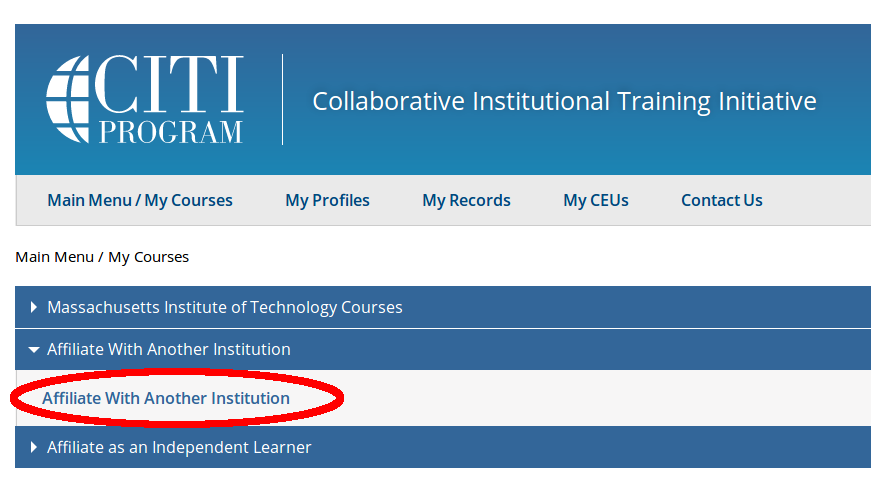 CITI
PROGRAM
Collaborative Institutional Training Initiative
Main Menu / My Courses My Profiles My Records My CEUs Contact Us
Main Menu / My Courses
Massachusetts Institute of Technology Courses
Affiliate With Another Institution
Affiliate With Another Institution
Affiliate as an Independent Learner